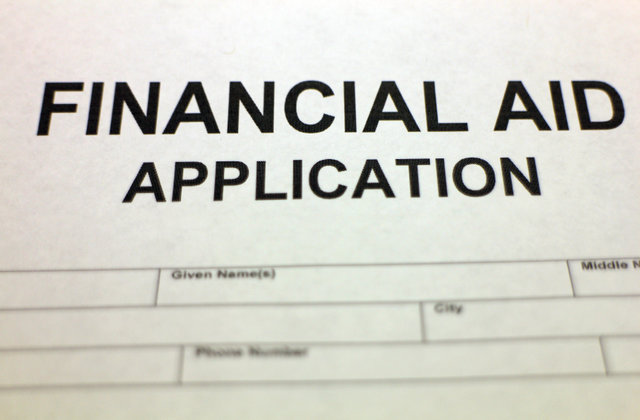 FINANCIAL AID
APPLICATION
Given Name(s) Middle N
City
Phone Number